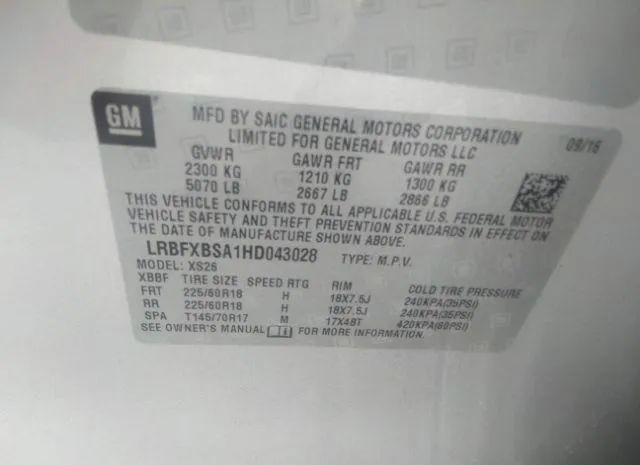 GM
MFD BY SAIC GENERAL MOTORS CORPORATION
LIMITED FOR GENERAL MOTORS LLC
09/16
GVWR GAWR FRT GAWR RR
2300 KG 1210 KG 1300 KG
5070 LB 2667 LB 2866 LB
THIS VEHICLE CONFORMS TO ALL APPLICABLE U.S. FEDERAL MOTOR
VEHICLE SAFETY AND THEFT PREVENTION STANDARDS IN EFFECT ON
THE DATE OF MANUFACTURE SHOWN ABOVE.
LRBFXBSA1HD043028 TYPE: M.P.V.
MODEL: XS26
XBBF TIRE SIZE SPEED RTG RIM COLD TIRE PRESSURE
FRT 225/60R18 H 18X7.5J 240KPA(35PSI)
RR 225/60R18 H 18X7.5J 240KPA(35PSI)
SPA T145/70R17 M 17X4BT 420KPA(60PSI)
SEE OWNER'S MANUAL FOR MORE INFORMATION.